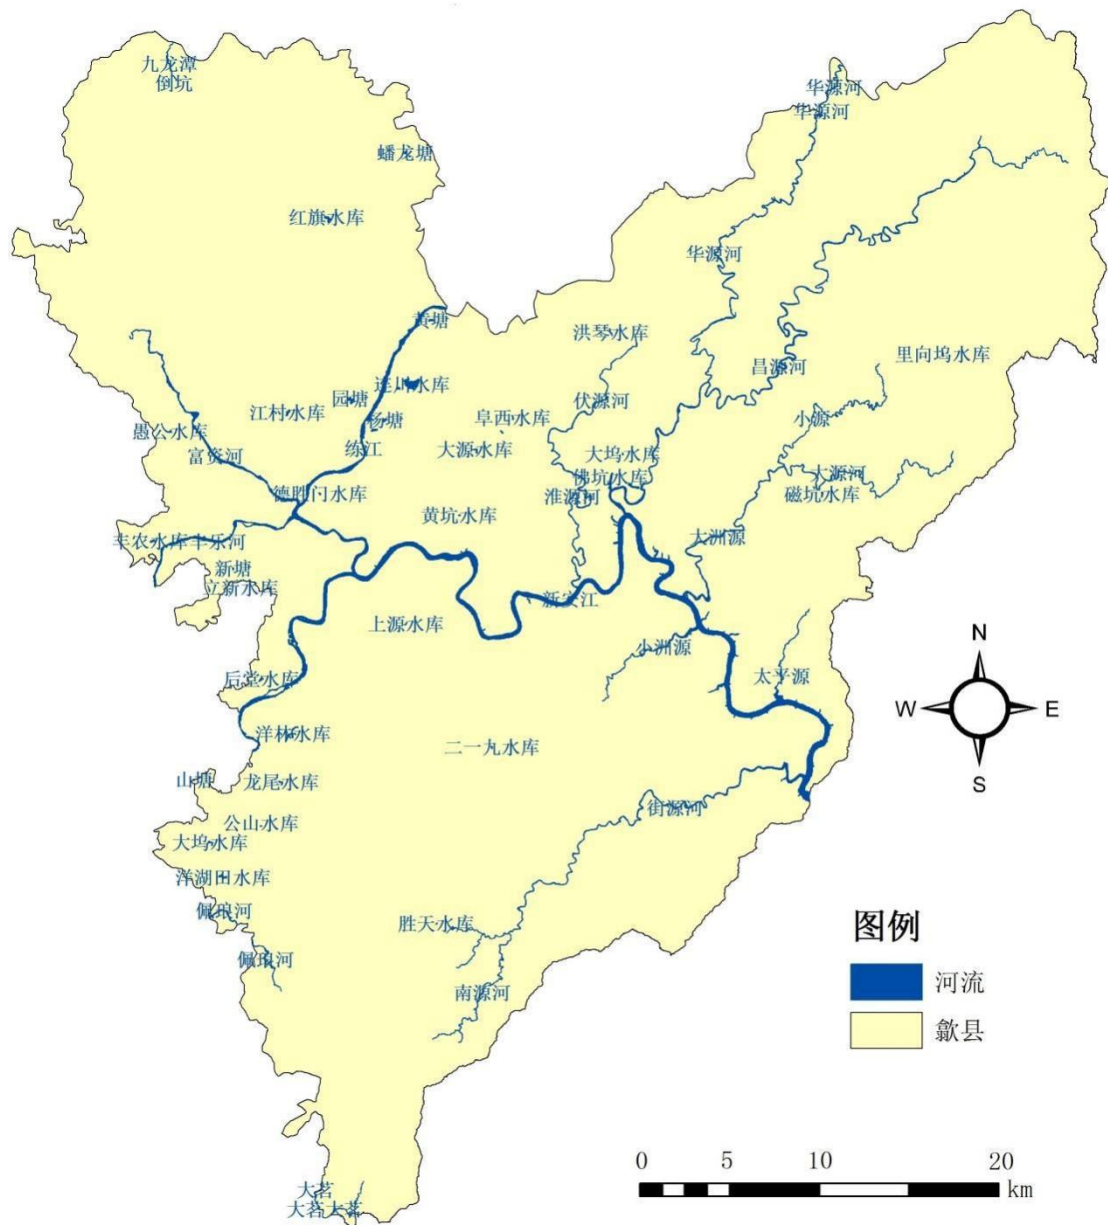 九龙潭
倒坑
华源河
华源河
蟠龙塘
红旗水库
华源河
黄塘
洪琴水库
里向坞水库
昌源河
连川水库
园塘
伏源河
江村水库
杨塘
阜西水库
小源
愚公水库
练江
大源水库
大坞水库
富资河
佛坑水库
大源河
德胜门水库
淮源河
磁坑水库
黄坑水库
丰农水库
丰乐河
大洲源
新塘
立新水库
新安江
上源水库
小洲源
后堂水库
太平源
N
W
E
S
洋林水库
二一九水库
山塘
龙尾水库
街源河
公山水库
大坞水库
洋湖田水库
佩琅河
胜天水库
图例
佩琅河
河流
南源河
歙县
0 5 10 20
km
大茗
大茗
大茗